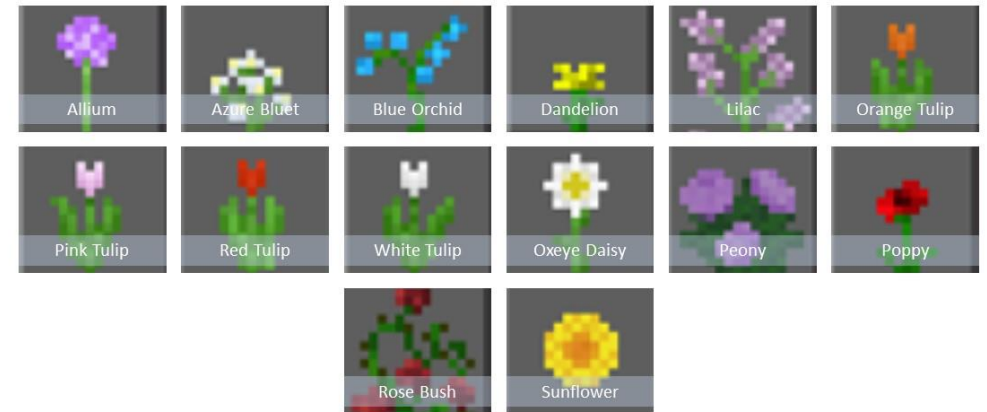 Allium
Azure Bluet
Blue Orchid
Dandelion
Lilac
Orange Tulip
Pink Tulip
Red Tulip
White Tulip
Oxeye Daisy
Peony
Poppy
Rose Bush
Sunflower